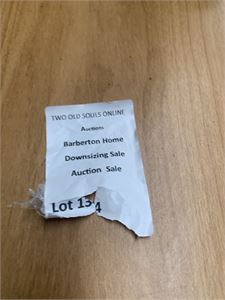 TWO OLD SOULS ONLINE
Auctions
Barberton Home
Downsizing Sale
Auction Sale
Lot 134